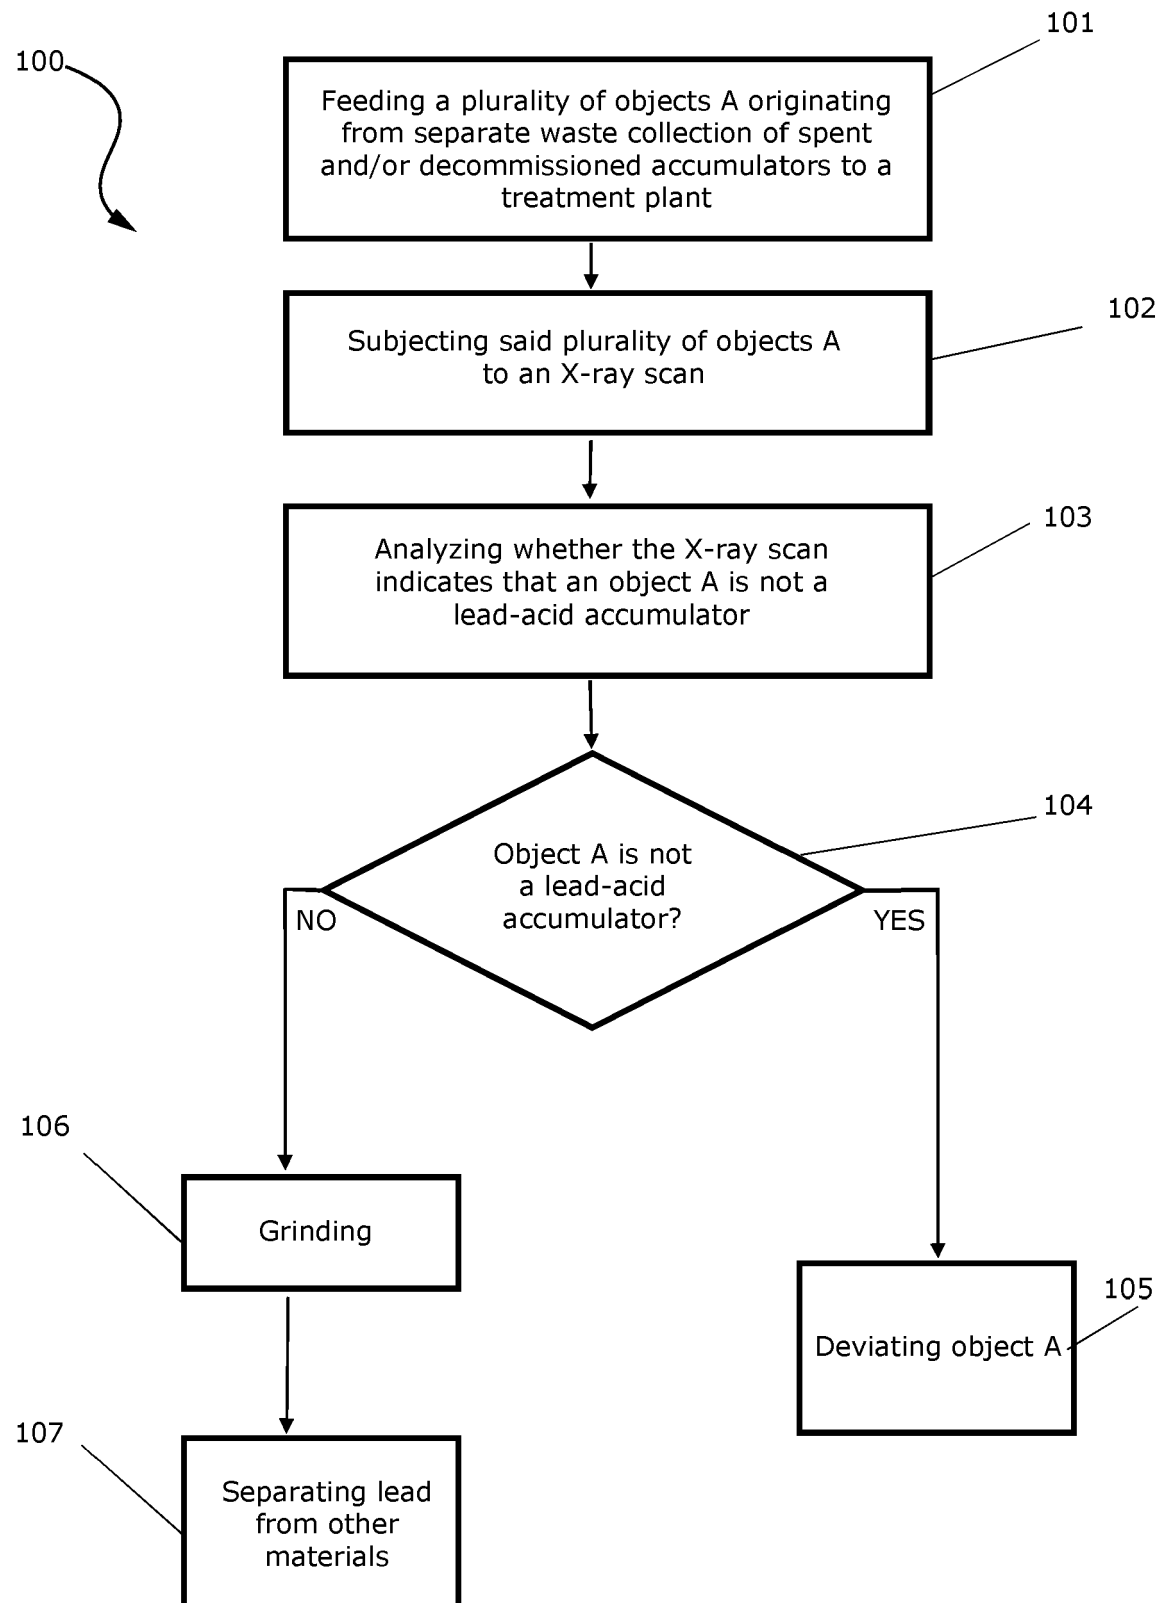 101
100
Feeding a plurality of objects A originating
from separate waste collection of spent
and/or decommissioned accumulators to a
treatment plant
102
Subjecting said plurality of objects A
to an X-ray scan
103
Analyzing whether the X-ray scan
indicates that an object A is not a
lead-acid accumulator
104
Object A is not
a lead-acid
accumulator?
NO
YES
106
Grinding
105
Deviating object A
107
Separating lead
from other
materials